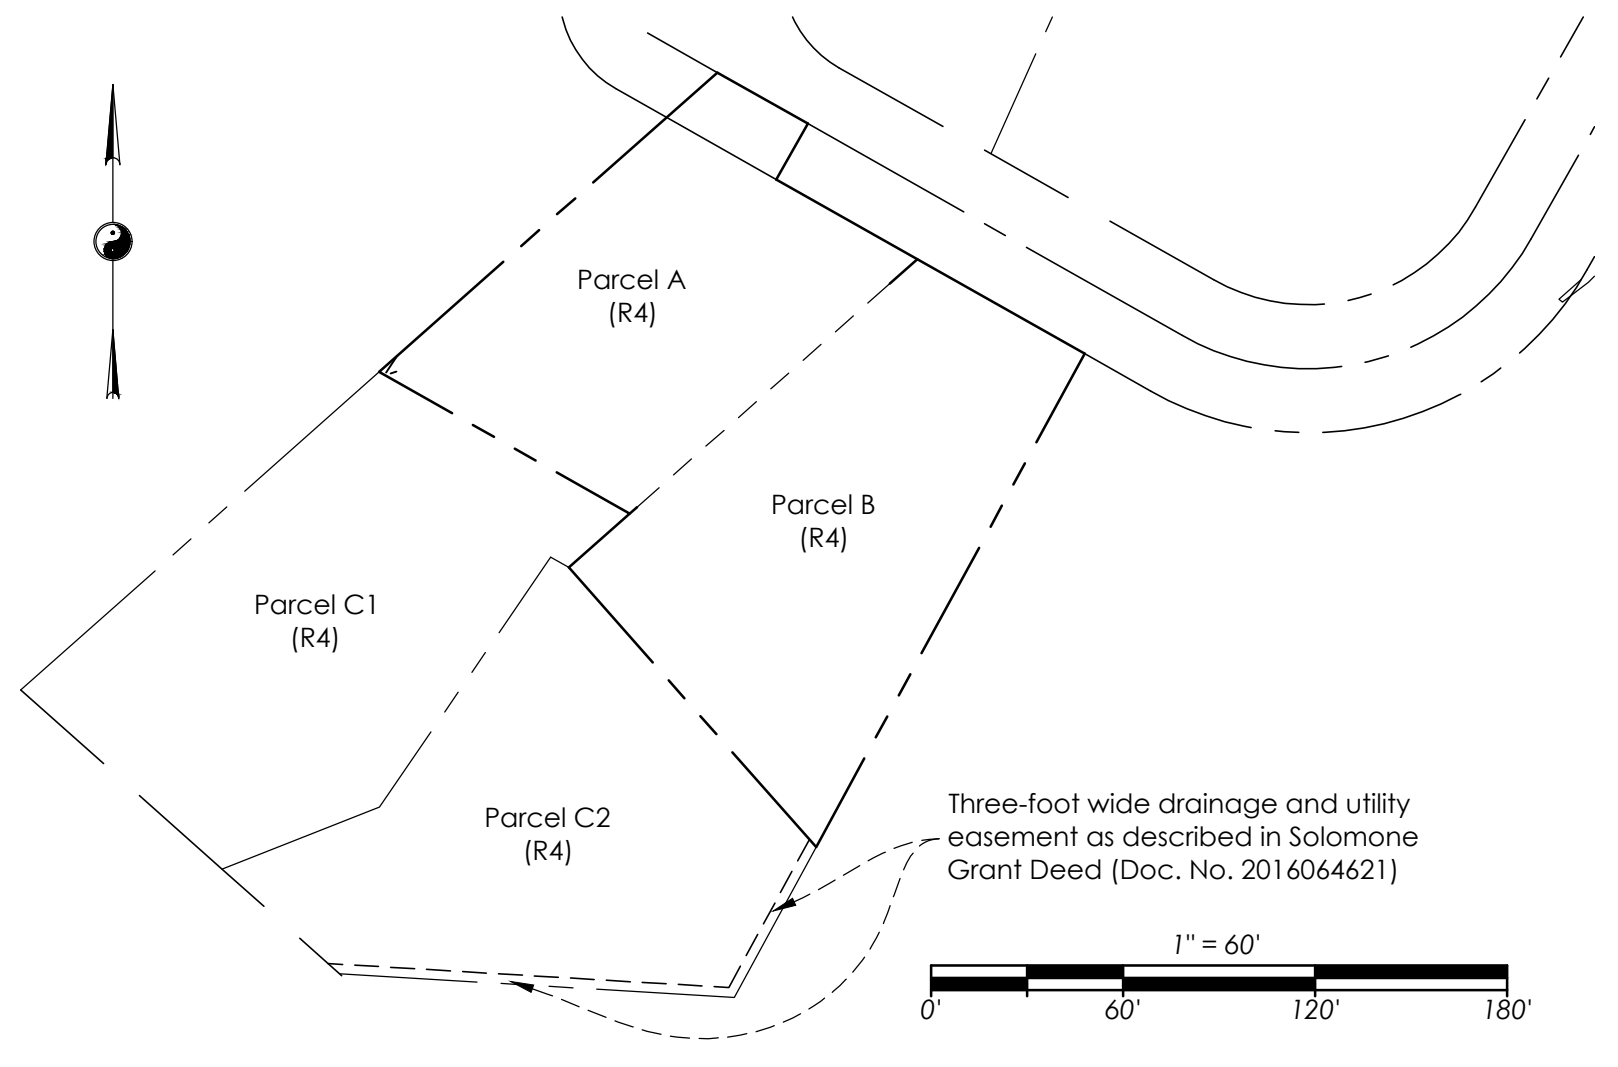 Parcel A
(R4)
Parcel B
(R4)
Parcel C1
(R4)
Parcel C2
(R4)
Three-foot wide drainage and utility
easement as described in Solomone
Grant Deed (Doc. No. 2016064621)
1" = 60'
0' 60' 120' 180'